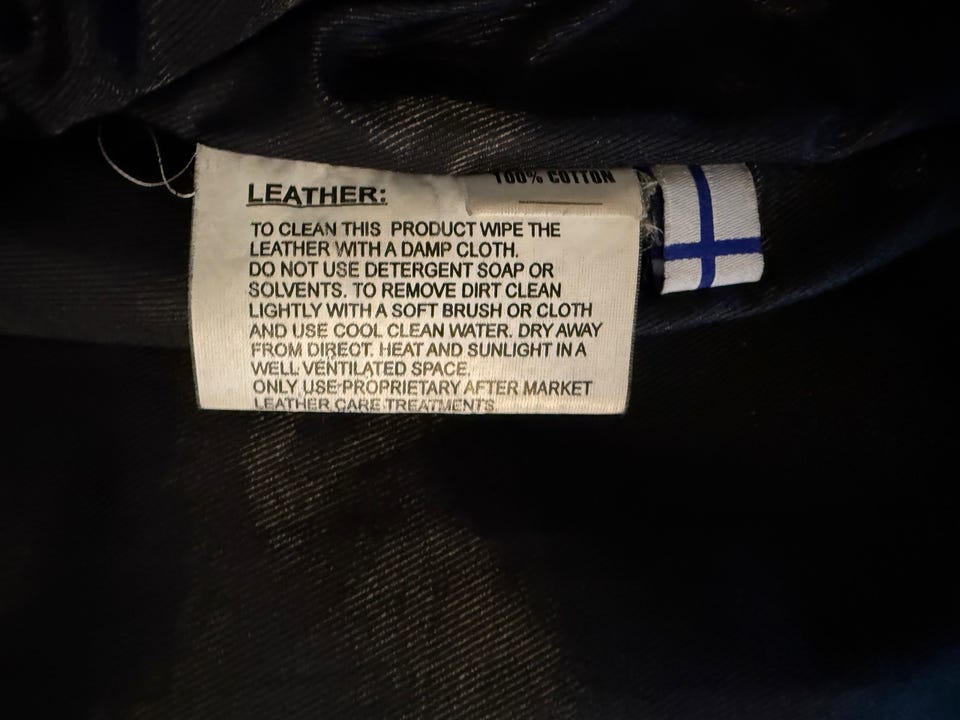 100% COTTON
LEATHER:
TO CLEAN THIS PRODUCT WIPE THE
LEATHER WITH A DAMP CLOTH.
DO NOT USE DETERGENT SOAP OR
SOLVENTS. TO REMOVE DIRT CLEAN
LIGHTLY WITH A SOFT BRUSH OR CLOTH
AND USE COOL CLEAN WATER. DRY AWAY
FROM DIRECT. HEAT AND SUNLIGHT IN A
WELL VENTILATED SPACE.
ONLY USE PROPRIETARY AFTER MARKET
LEATHER CARE TREATMENTS